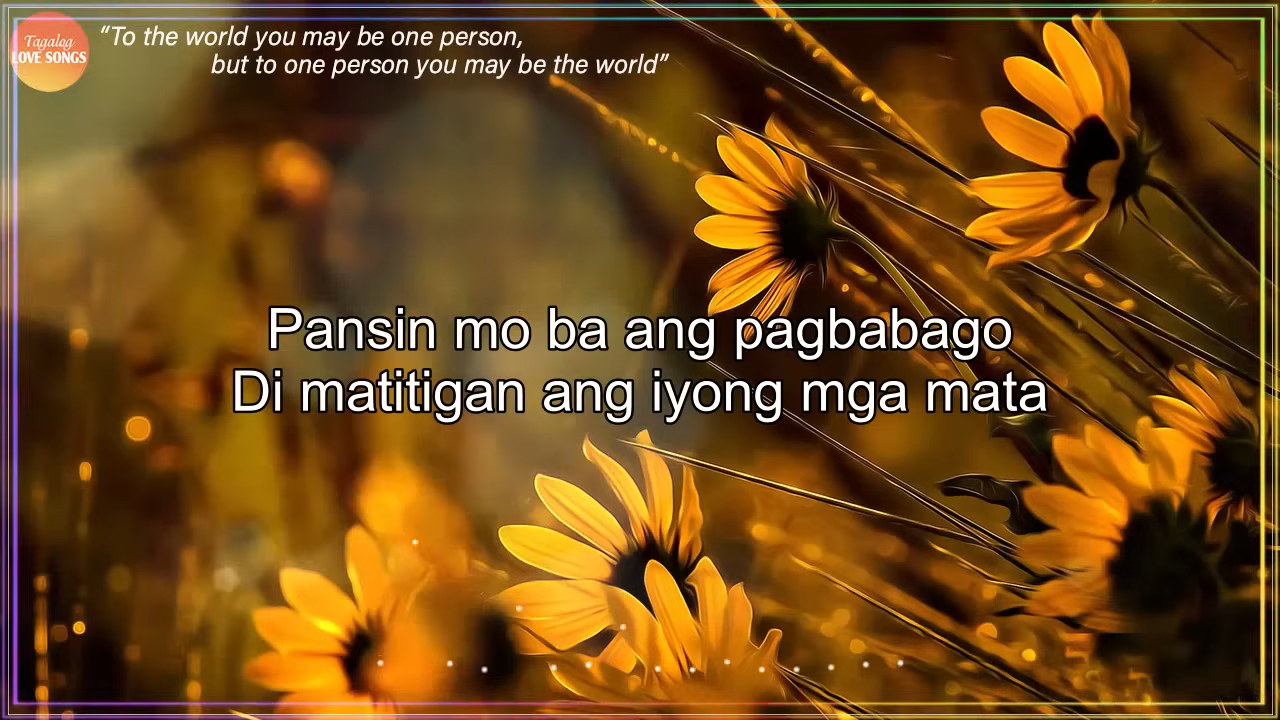 Tagalog
LOVE SONGS
“To the world you may be one person,
but to one person you may be the world”
Pansin mo ba ang pagbabago
Di matitigan ang iyong mga mata